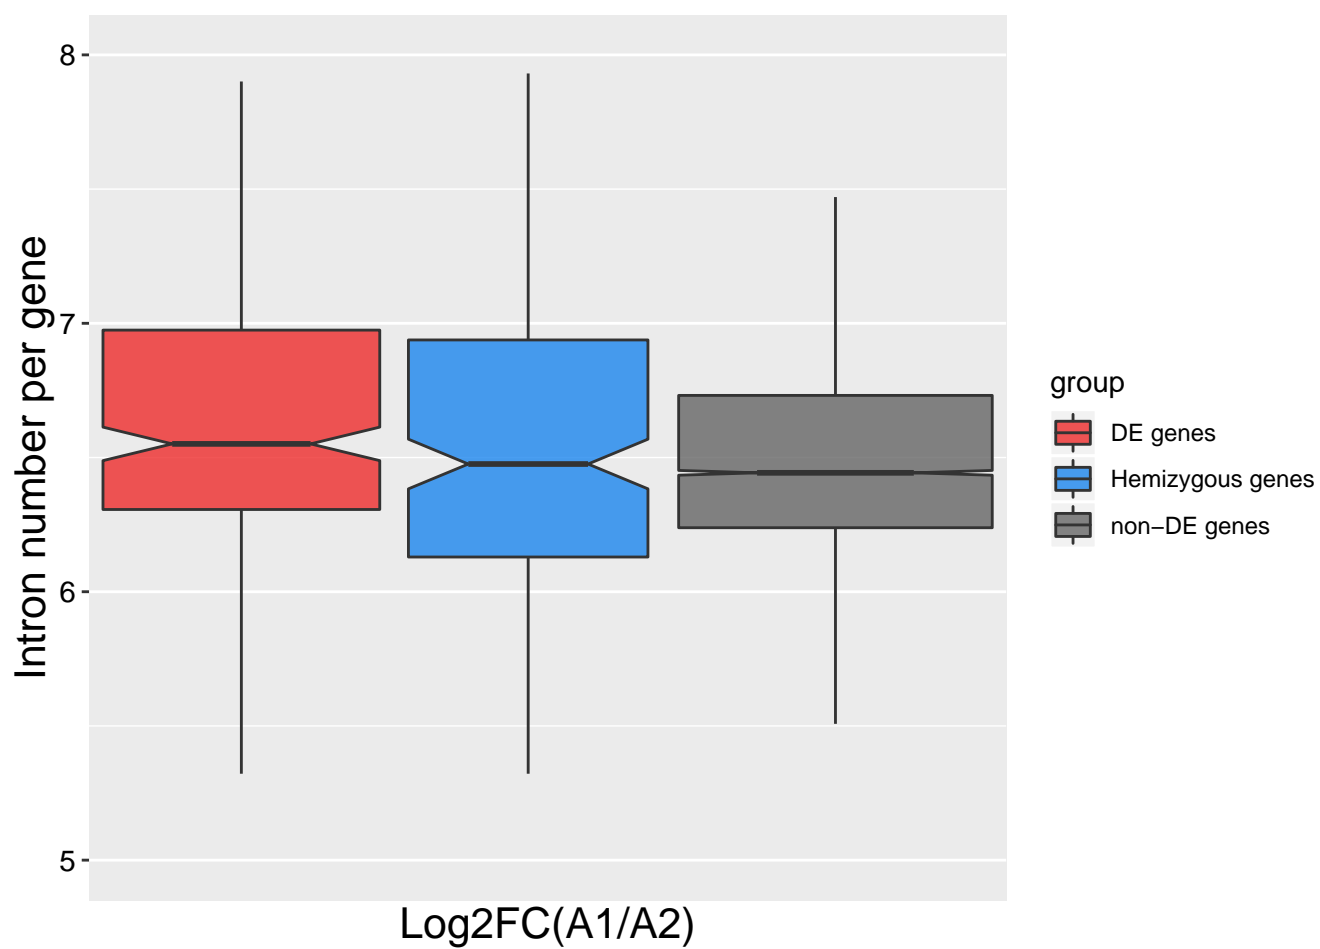 Intron number per gene
8
7
6
5
Log2FC(A1/A2)
group
DE genes
Hemizygous genes
non−DE genes